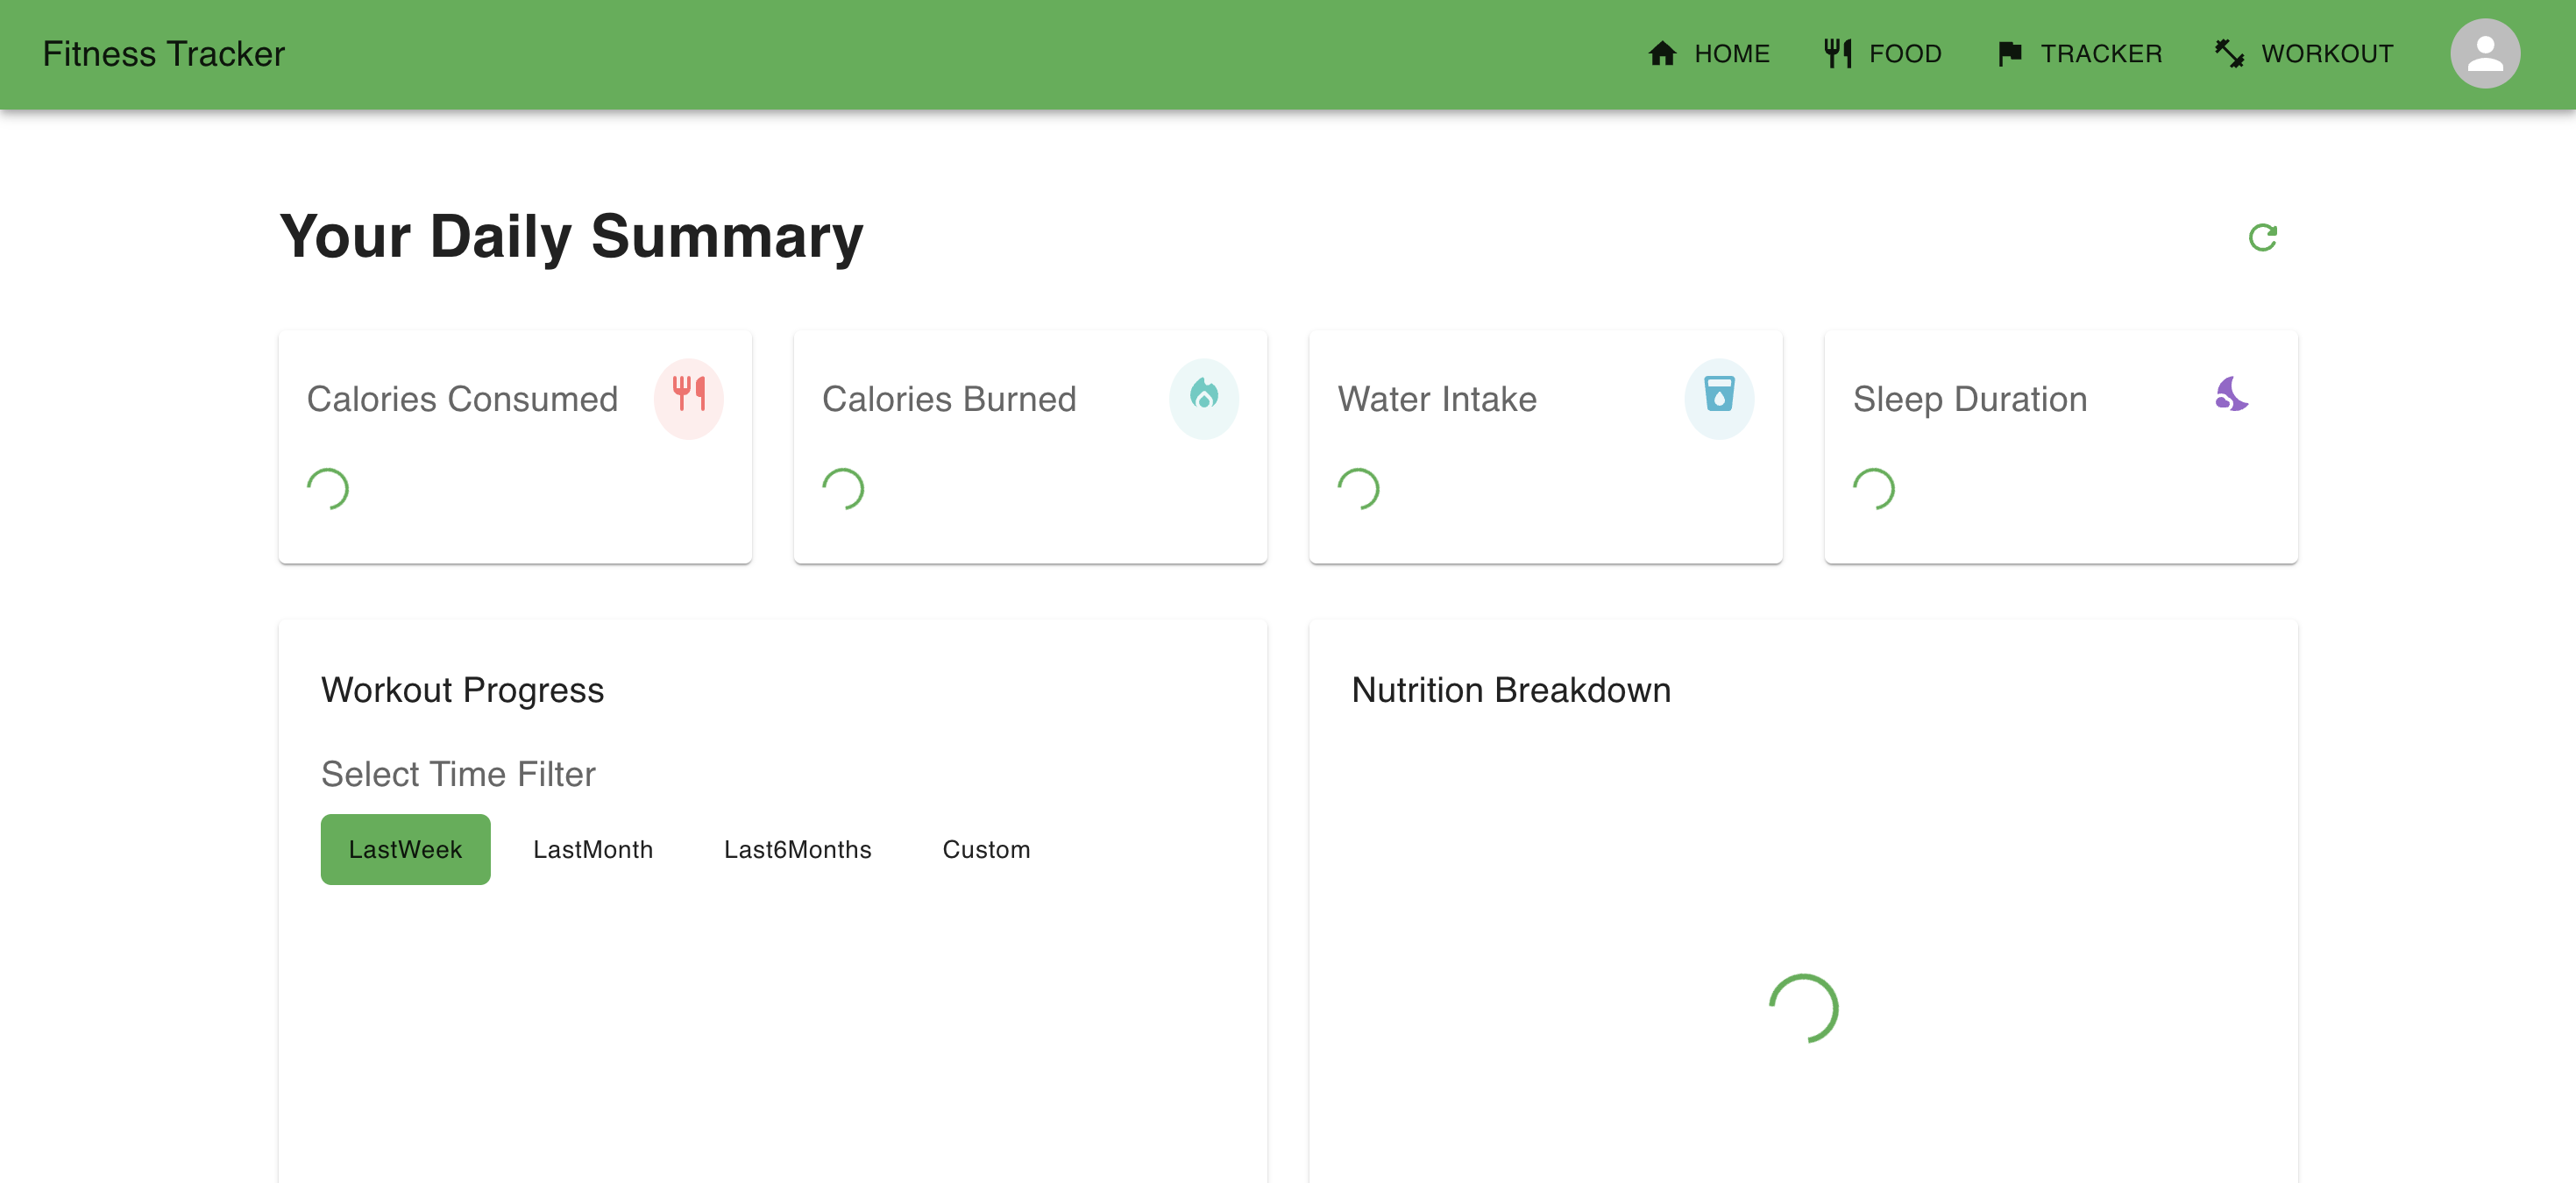 Fitness Tracker
HOME
FOOD
TRACKER
WORKOUT
Your Daily Summary
Calories Consumed
Calories Burned
Water Intake
Sleep Duration
Workout Progress
Select Time Filter
LastWeek
LastMonth
Last6Months
Custom
Nutrition Breakdown